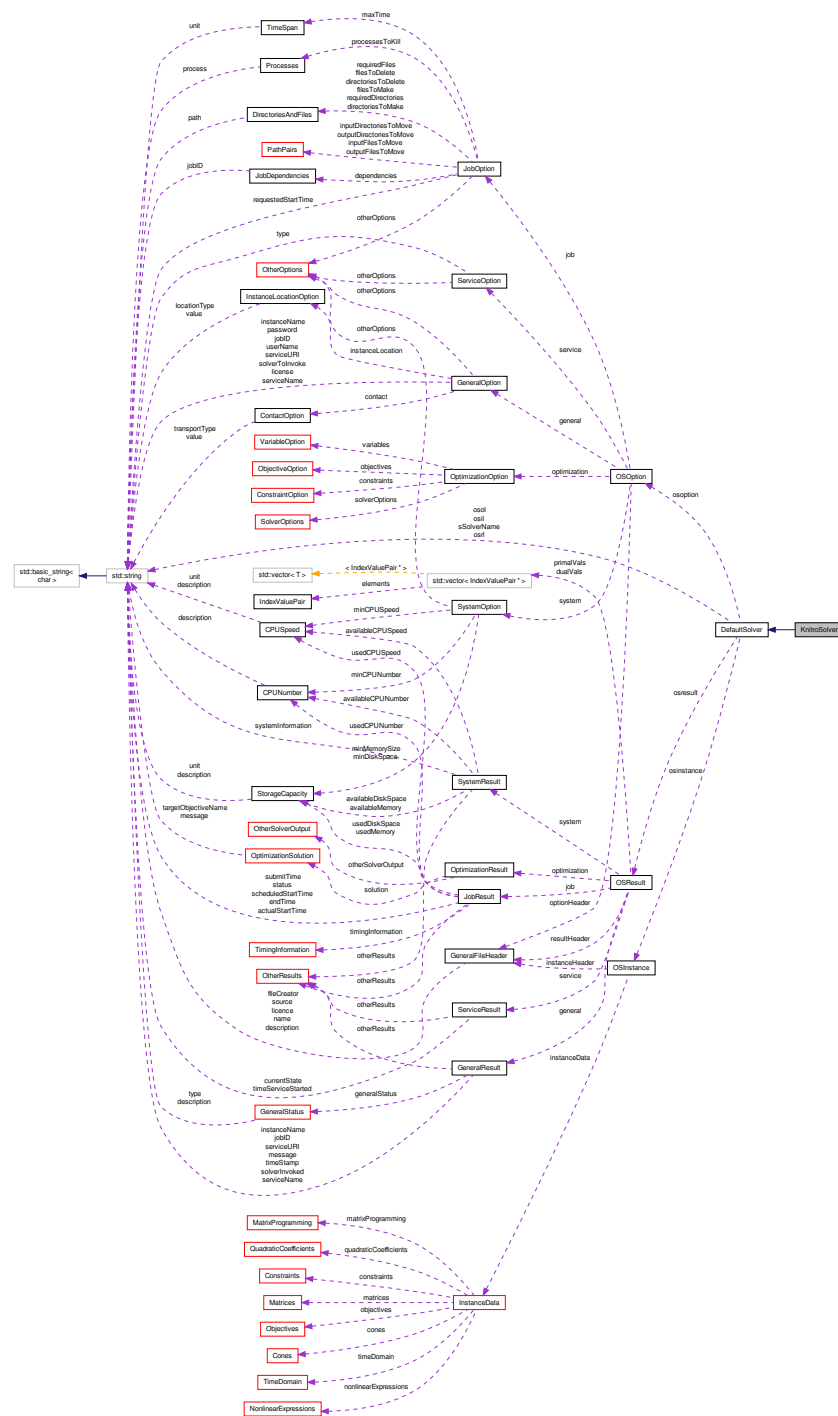 maxTime
unit
TimeSpan
processesToKill
process
Processes
requiredFiles
filesToDelete
directoriesToDelete
filesToMake
requiredDirectories
directoriesToMake
path
DirectoriesAndFiles
inputDirectoriesToMove
outputDirectoriesToMove
inputFilesToMove
outputFilesToMove
PathPairs
JobOption
jobID
JobDependencies
dependencies
requestedStartTime
otherOptions
type
job
OtherOptions
otherOptions
ServiceOption
InstanceLocationOption
otherOptions
locationType
value
instanceName
password
jobID
userName
serviceURI
solverToInvoke
license
serviceName
otherOptions
instanceLocation
service
GeneralOption
contact
general
ContactOption
transportType
value
VariableOption
variables
ObjectiveOption
objectives
OptimizationOption
optimization
OSOption
ConstraintOption
constraints
solverOptions
SolverOptions
osoption
osol
osil
sSolverName
osrl
std::basic_string<
char >
std::string
unit
description
std::vector< T >
< IndexValuePair * >
std::vector< IndexValuePair * >
primalVals
dualVals
system
IndexValuePair
elements
minCPUSpeed
SystemOption
description
CPUSpeed
availableCPUSpeed
DefaultSolver
KnitroSolver
usedCPUSpeed
minCPUNumber
CPUNumber
availableCPUNumber
osresult
systemInformation
usedCPUNumber
minMemorySize
minDiskSpace
osinstance
unit
description
SystemResult
StorageCapacity
availableDiskSpace
availableMemory
targetObjectiveName
message
OtherSolverOutput
usedDiskSpace
usedMemory
system
OptimizationSolution
otherSolverOutput
OptimizationResult
optimization
OSResult
submitTime
status
scheduledStartTime
endTime
actualStartTime
solution
JobResult
job
optionHeader
timingInformation
resultHeader
TimingInformation
otherResults
GeneralFileHeader
instanceHeader
OSInstance
OtherResults
otherResults
service
fileCreator
source
licence
name
description
otherResults
ServiceResult
general
instanceData
GeneralResult
currentState
timeServiceStarted
generalStatus
type
description
GeneralStatus
instanceName
jobID
serviceURI
message
timeStamp
solverInvoked
serviceName
MatrixProgramming
matrixProgramming
QuadraticCoefficients
quadraticCoefficients
Constraints
constraints
Matrices
matrices
InstanceData
objectives
Objectives
cones
Cones
timeDomain
TimeDomain
nonlinearExpressions
NonlinearExpressions